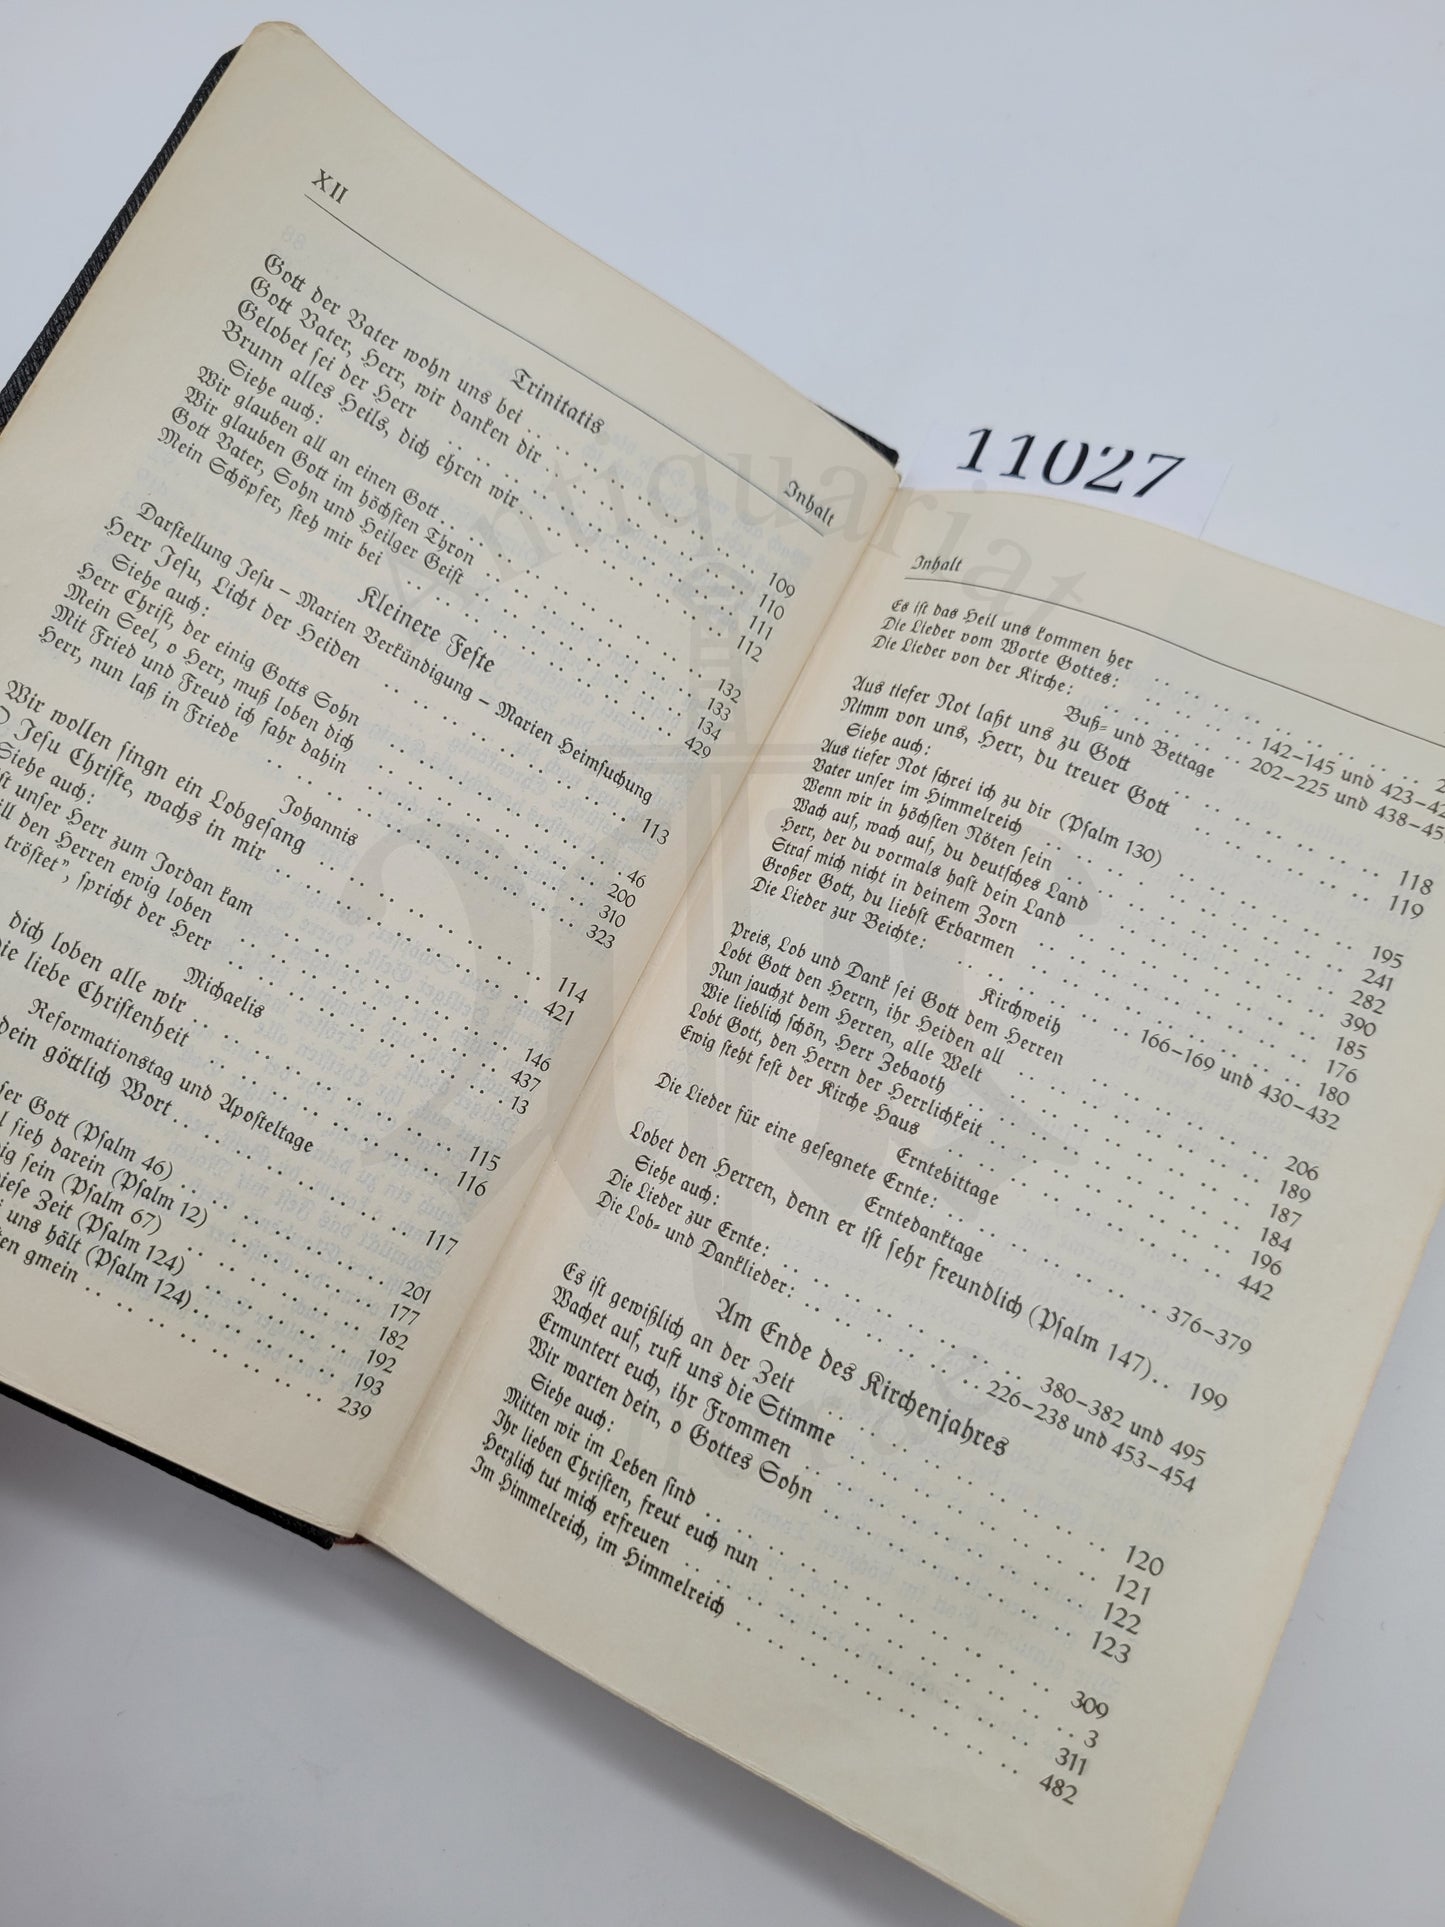 XII
Inhalt
Trinitatis
Gott der Vater wohn uns bei . . . . 109
Gott Vater, Herr, wir danken dir . . . . 110
Gelobet sei der Herr . . . . 111
Brunn alles Heils, dich ehren wir . . . . 112
Siehe auch:
Wir glauben all an einen Gott . . . . 132
Wir glauben Gott im höchsten Thron . . . . 133
Gott Vater, Sohn und Heilger Geist . . . . 134
Mein Schöpfer, steh mir bei . . . . 429
Kleinere Feste
Darstellung Jesu – Marien Verkündigung – Marien Heimsuchung
Herr Jesu, Licht der Heiden . . . . 113
Siehe auch:
Herr Christ, der einig Gotts Sohn . . . . 46
Mein Seel, o Herr, muß loben dich . . . . 200
Mit Fried und Freud ich fahr dahin . . . . 310
Herr, nun laß in Friede . . . . 323
Johannis
Wir wollen singn ein Lobgesang . . . . 114
O Jesu Christe, wachs in mir . . . . 421
Siehe auch:
unser Herr zum Jordan kam . . . . 146
den Herren ewig loben . . . . 437
tröstet", spricht der Herr . . . . 13
Michaelis
dich loben alle wir . . . . 115
die liebe Christenheit . . . . 116
Reformationstag und Aposteltage
dein göttlich Wort . . . . 117
Gott (Psalm 46) . . . . 201
sieh darein (Psalm 12) . . . . 177
sein (Psalm 67) . . . . 182
diese Zeit (Psalm 124) . . . . 192
uns hält (Psalm 124) . . . . 193
gmein . . . . 239
11027
Inhalt
Es ist das Heil uns kommen her . . . .
Die Lieder vom Worte Gottes: . . . . 142–145 und
Die Lieder von der Kirche: . . . . 202–225 und
Buß- und Bettage
Aus tiefer Not laßt uns zu Gott . . . . 118
Nimm von uns, Herr, du treuer Gott . . . . 119
Siehe auch:
Aus tiefer Not schrei ich zu dir (Psalm 130) . . . . 195
Vater unser im Himmelreich . . . . 241
Wenn wir in höchsten Nöten sein . . . . 282
Wach auf, wach auf, du deutsches Land . . . . 390
Herr, der du vormals hast dein Land . . . . 185
Straf mich nicht in deinem Zorn . . . . 176
Großer Gott, du liebst Erbarmen . . . . 180
Die Lieder zur Beichte: . . . . 166–169 und 430–432
Kirchweih
Preis, Lob und Dank sei Gott dem Herren . . . . 206
Lobt Gott den Herrn, ihr Heiden all . . . . 189
Nun jauchzt dem Herren, alle Welt . . . . 187
Wie lieblich schön, Herr Zebaoth . . . . 184
Lobt Gott, den Herrn der Herrlichkeit . . . . 196
Ewig steht fest der Kirche Haus . . . . 442
Erntebittage
Die Lieder für eine gesegnete Ernte: . . . . 376–379
Erntedanktage
Lobet den Herren, denn er ist sehr freundlich (Psalm 147) . . 199
Siehe auch:
Die Lieder zur Ernte: . . . . 380–382 und 495
Die Lob- und Danklieder: . . . . 226–238 und 453–454
Am Ende des Kirchenjahres
Es ist gewißlich an der Zeit . . . . 120
Wachet auf, ruft uns die Stimme . . . . 121
Ermuntert euch, ihr Frommen . . . . 122
Wir warten dein, o Gottes Sohn . . . . 123
Siehe auch:
Mitten wir im Leben sind . . . . 309
Ihr lieben Christen, freut euch nun . . . . 3
Herzlich tut mich erfreuen . . . . 311
Im Himmelreich, im Himmelreich . . . . 482
Antiquariat